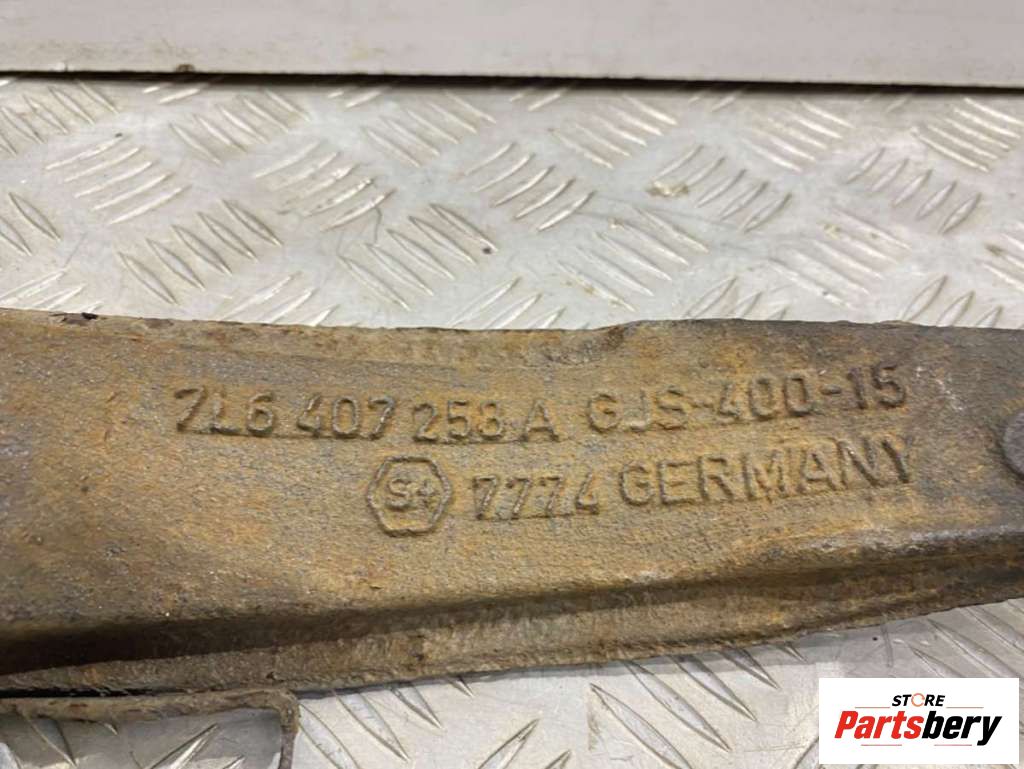 7L6 407 258 A GJS-400-15
S+ 7774 GERMANY
STORE
Partsbery